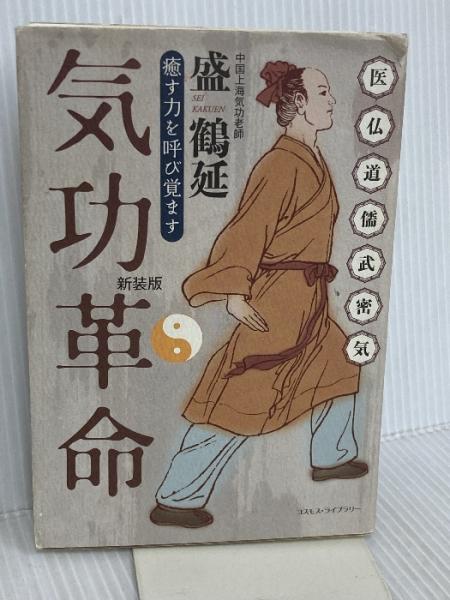 医
仏
道
儒
武
密
気
中国上海気功老師
盛鶴延
SEI
KAKUEN
癒す力を呼び覚ます
気功革命
新装版
コスモス・ライブラリー